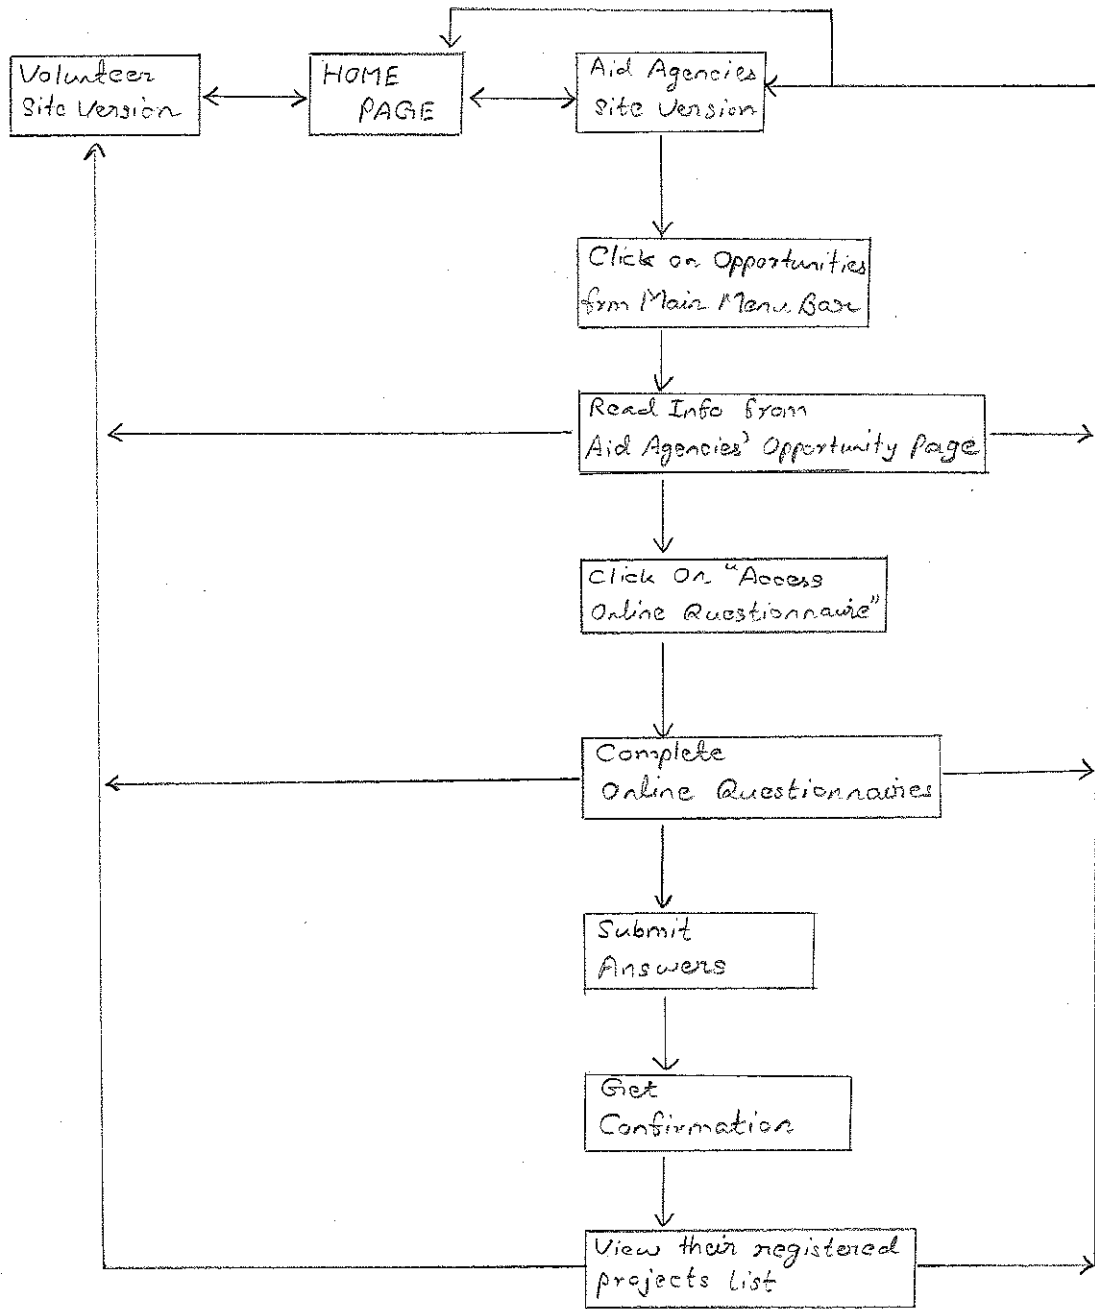 Volunteer
Site Version
HOME
PAGE
Aid Agencies
Site Version
Click on Opportunities
frm Main Menu Bar
Read Info from
Aid Agencies' Opportunity Page
Click On "Access
Online Questionnaire"
Complete
Online Questionnaires
Submit
Answers
Get
Confirmation
View their registered
projects list